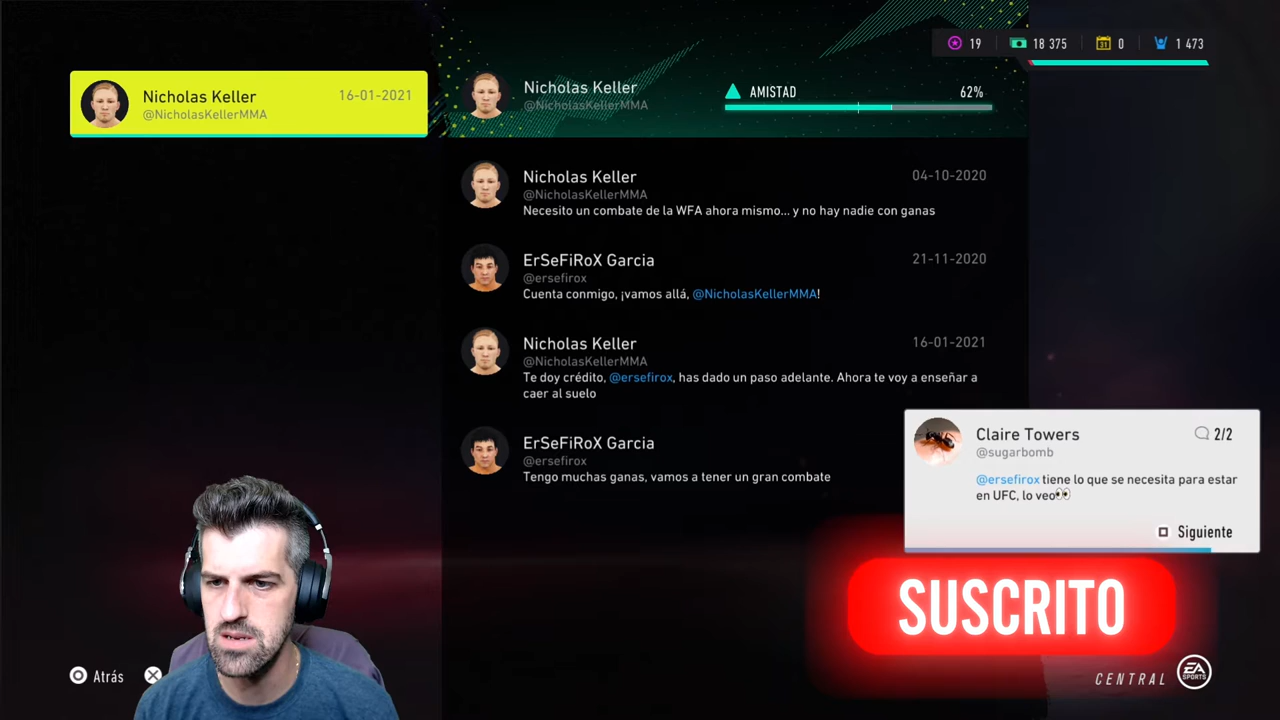 19
18 375
31
0
1 473
Nicholas Keller
16-01-2021
@NicholasKellerMMA
Nicholas Keller
@NicholasKellerMMA
AMISTAD
62%
Nicholas Keller
04-10-2020
@NicholasKellerMMA
Necesito un combate de la WFA ahora mismo... y no hay nadie con ganas
ErSeFiRoX Garcia
21-11-2020
@ersefirox
Cuenta conmigo, ¡vamos allá, @NicholasKellerMMA!
Nicholas Keller
16-01-2021
@NicholasKellerMMA
Te doy crédito, @ersefirox, has dado un paso adelante. Ahora te voy a enseñar a
caer al suelo
ErSeFiRoX Garcia
@ersefirox
Tengo muchas ganas, vamos a tener un gran combate
Claire Towers
2/2
@sugarbomb
@ersefirox tiene lo que se necesita para estar
en UFC, lo veo👀
Siguiente
SUSCRITO
Atrás
CENTRAL
EA
SPORTS